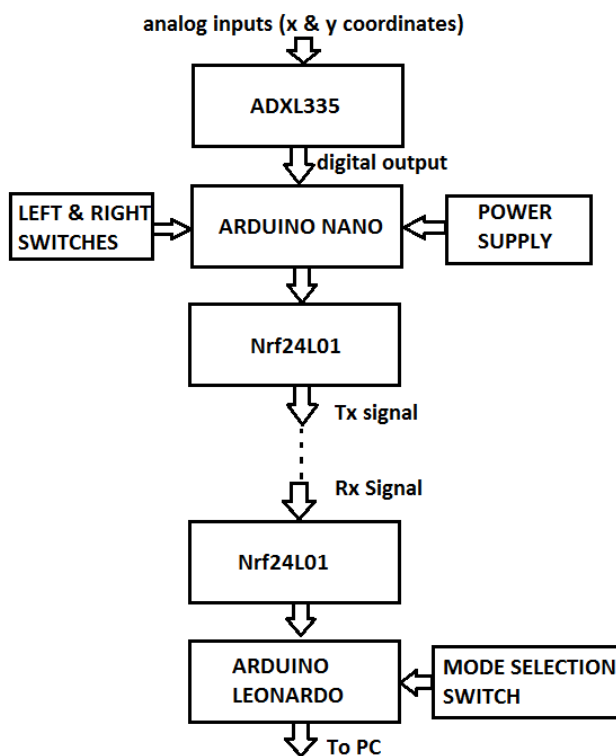 analog inputs (x & y coordinates)
ADXL335
digital output
LEFT & RIGHT
SWITCHES
ARDUINO NANO
POWER
SUPPLY
Nrf24L01
Tx signal
Rx Signal
Nrf24L01
ARDUINO
LEONARDO
MODE SELECTION
SWITCH
To PC